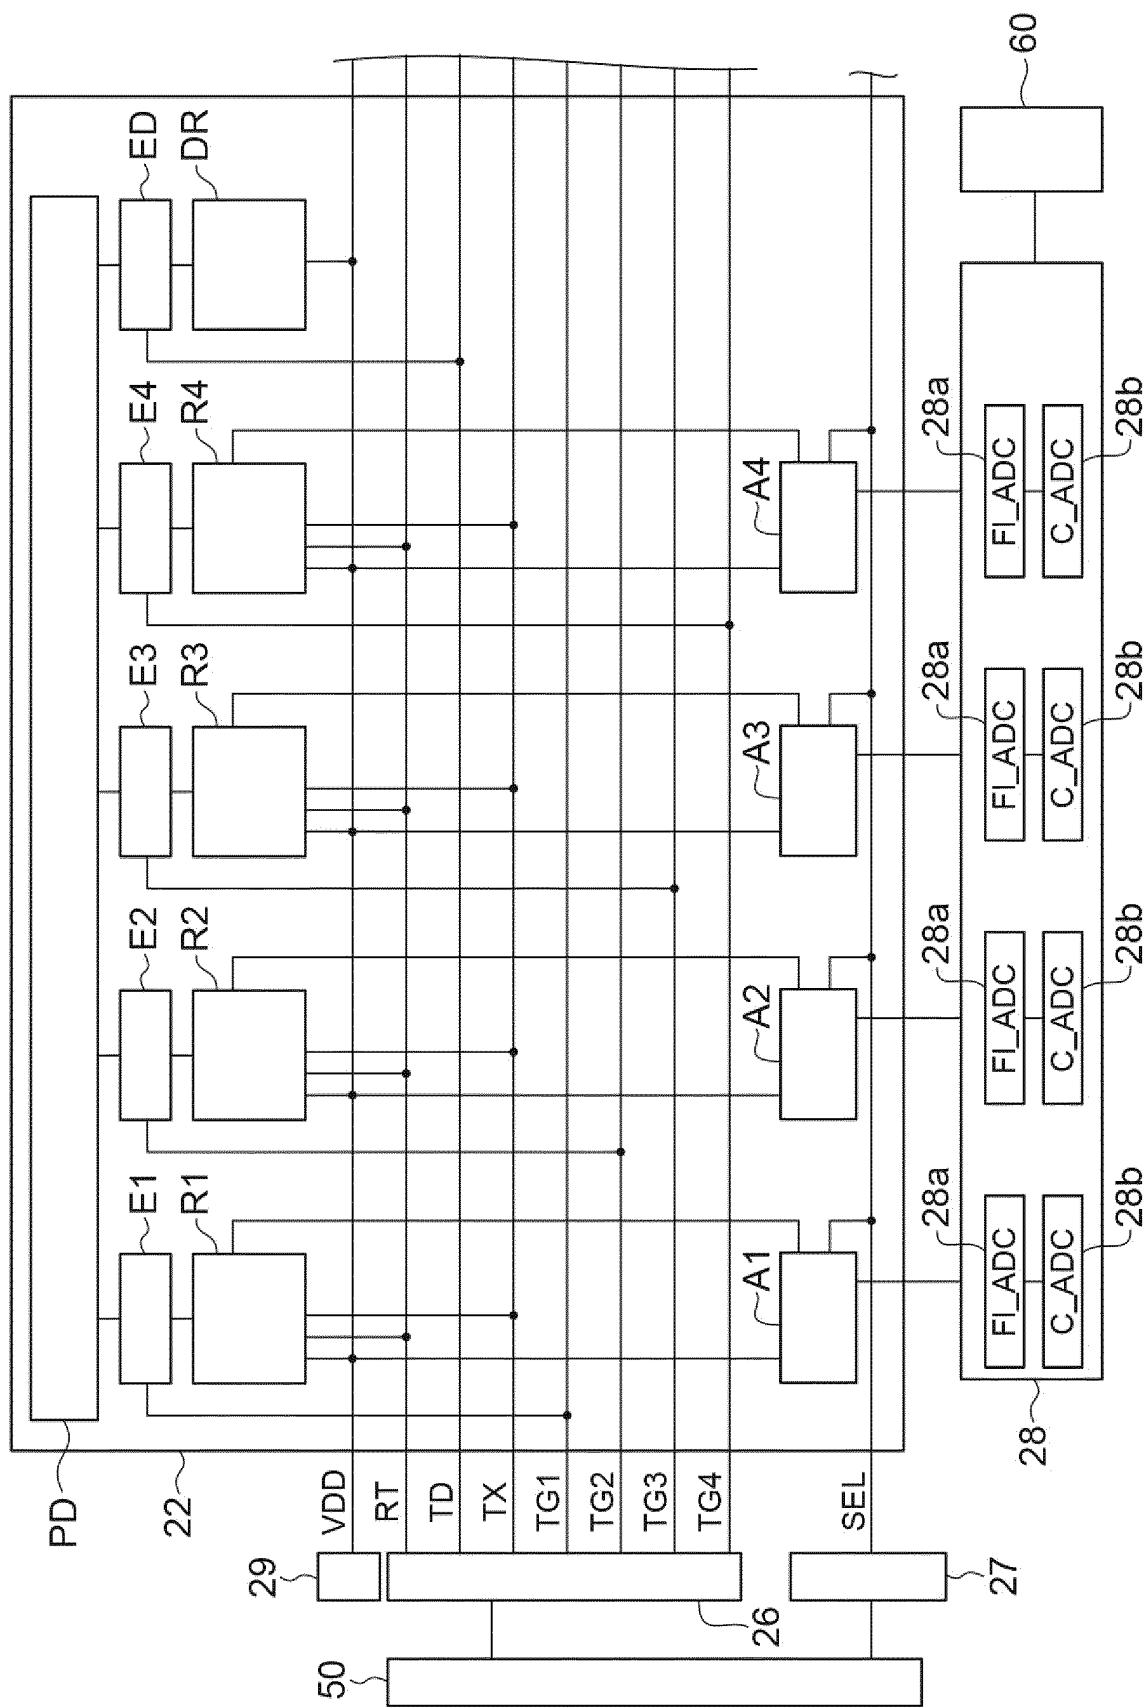 PD
22
E1
R1
E2
R2
E3
R3
E4
R4
ED
DR
29
VDD
RT
TD
TX
TG1
TG2
TG3
TG4
SEL
50
26
27
A1
A2
A3
A4
28
28a
FI_ADC
C_ADC
28b
28a
FI_ADC
C_ADC
28b
28a
FI_ADC
C_ADC
28b
28a
FI_ADC
C_ADC
28b
60